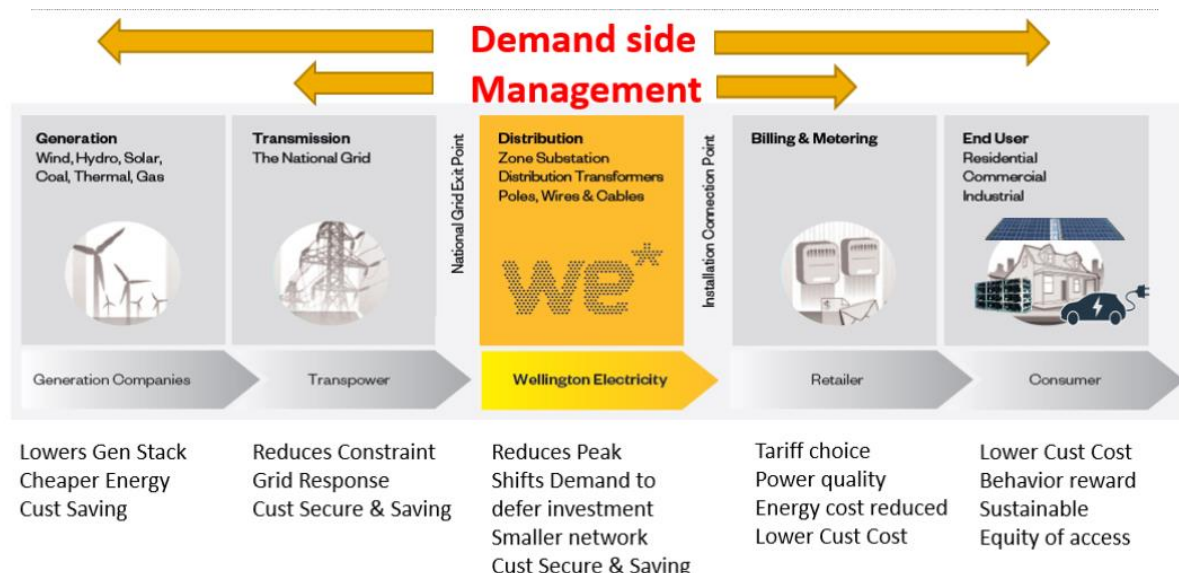 Demand side
Management
Generation
Wind, Hydro, Solar,
Coal, Thermal, Gas
Transmission
The National Grid
National Grid Exit Point
Distribution
Zone Substation
Distribution Transformers
Poles, Wires & Cables
we*
Installation Connection Point
Billing & Metering
End User
Residential
Commercial
Industrial
Generation Companies
Transpower
Wellington Electricity
Retailer
Consumer
Lowers Gen Stack
Cheaper Energy
Cust Saving
Reduces Constraint
Grid Response
Cust Secure & Saving
Reduces Peak
Shifts Demand to
defer investment
Smaller network
Cust Secure & Saving
Tariff choice
Power quality
Energy cost reduced
Lower Cust Cost
Lower Cust Cost
Behavior reward
Sustainable
Equity of access